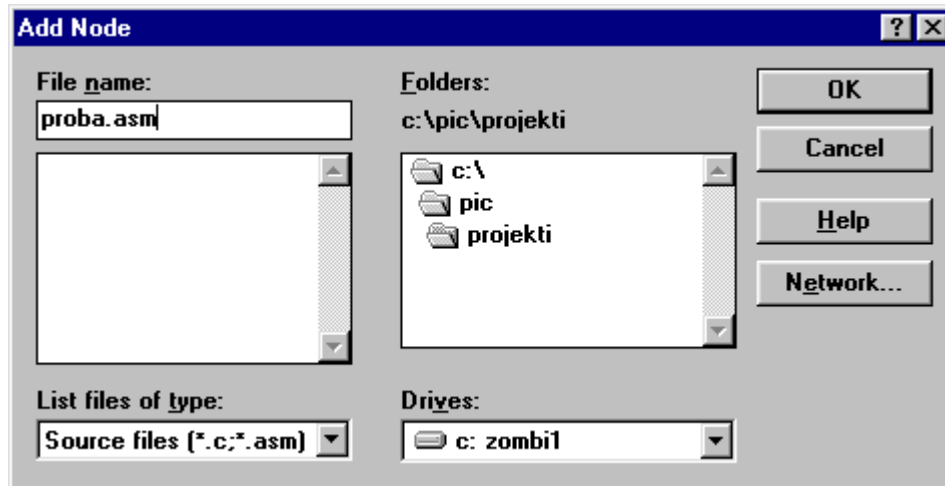 Add Node
File name:
proba.asm
Folders:
c:\pic\projekti
c:\
pic
projekti
OK
Cancel
Help
Network...
List files of type:
Source files (*.c;*.asm)
Drives:
c: zombi1